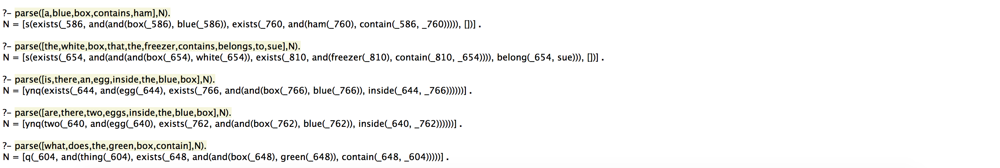 ?- parse([a,blue,box,contains,ham],N).
N = [s(exists(_586, and(and(box(_586), blue(_586)), exists(_760, and(ham(_760), contain(_586, _760))))), [])] .
?- parse([the,white,box,that,the,freezer,contains,belongs,to,sue],N).
N = [s(exists(_654, and(and(and(box(_654), white(_654)), exists(_810, and(freezer(_810), contain(_810, _654)))), belong(_654, sue))), [])] .
?- parse([is,there,an,egg,inside,the,blue,box],N).
N = [ynq(exists(_644, and(egg(_644), exists(_766, and(and(box(_766), blue(_766)), inside(_644, _766))))))] .
?- parse([are,there,two,eggs,inside,the,blue,box],N).
N = [ynq(two(_640, and(egg(_640), exists(_762, and(and(box(_762), blue(_762)), inside(_640, _762))))))] .
?- parse([what,does,the,green,box,contain],N).
N = [q(_604, and(thing(_604), exists(_648, and(and(box(_648), green(_648)), contain(_648, _604)))))] .